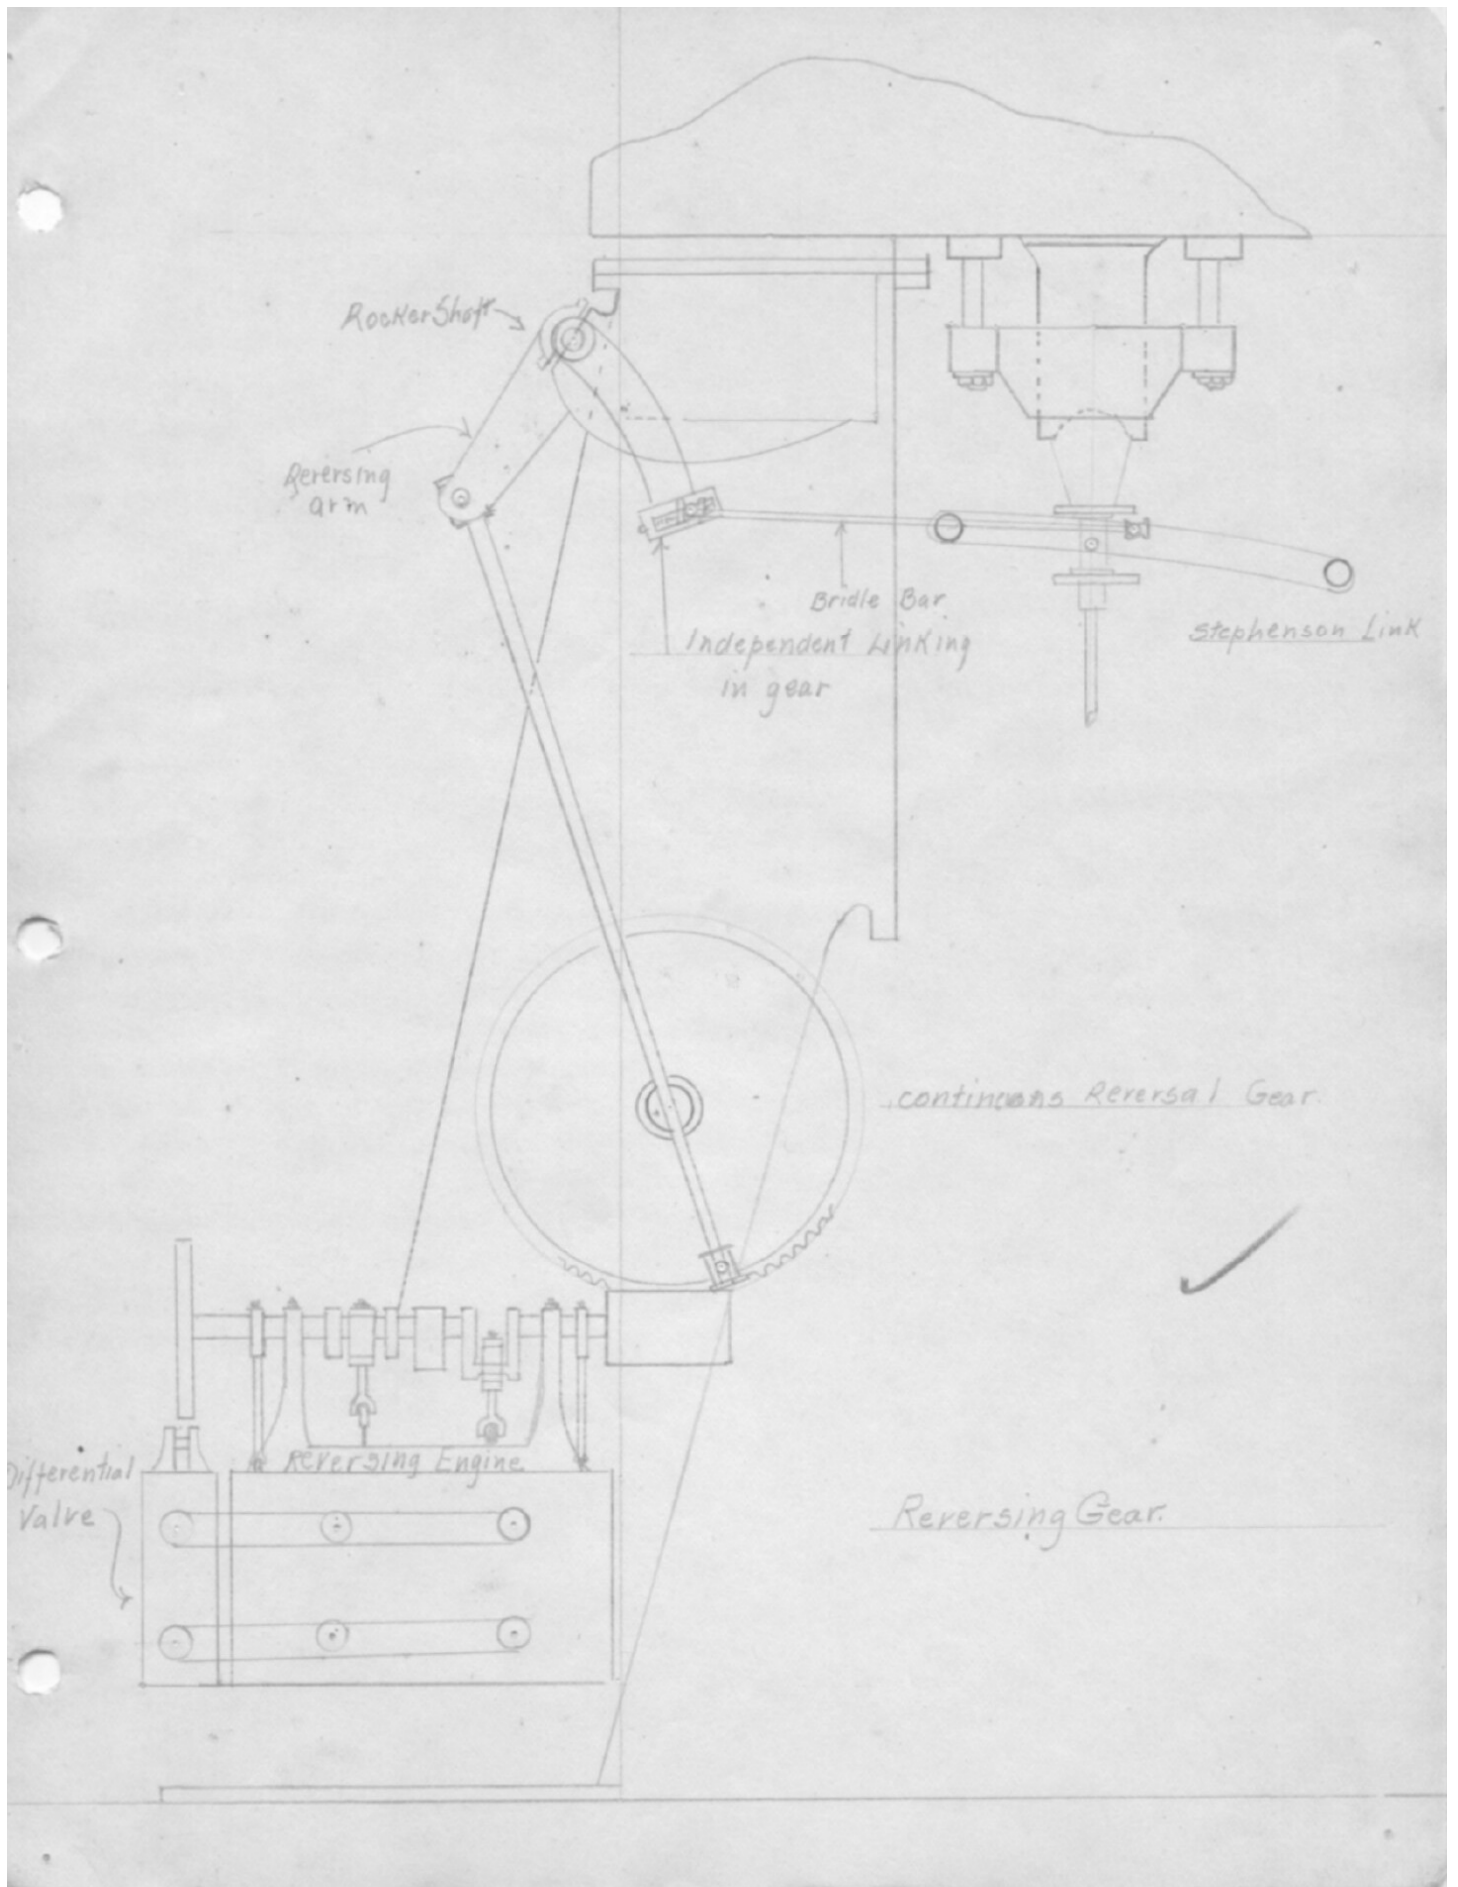 Rocker Shaft
Reversing
arm
Bridle Bar
Independent Linking
in gear
Stephenson Link
continuous Reversal Gear.
Reversing Engine
Differential
Valve
Reversing Gear.